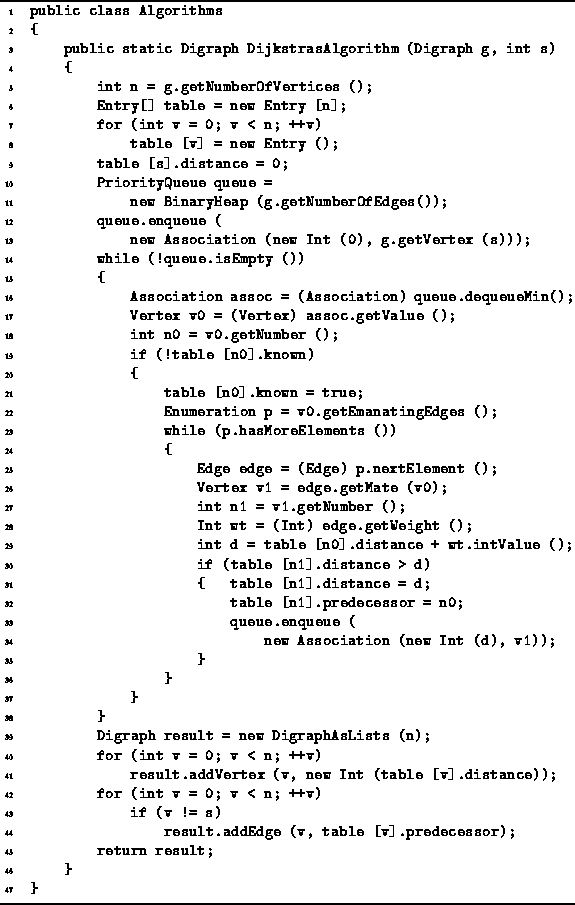 1 public class Algorithms
2 {
3 public static Digraph DijkstrasAlgorithm (Digraph g, int s)
4 {
5 int n = g.getNumberOfVertices ();
6 Entry[] table = new Entry [n];
7 for (int v = 0; v < n; ++v)
8 table [v] = new Entry ();
9 table [s].distance = 0;
10 PriorityQueue queue =
11 new BinaryHeap (g.getNumberOfEdges());
12 queue.enqueue (
13 new Association (new Int (0), g.getVertex (s)));
14 while (!queue.isEmpty ())
15 {
16 Association assoc = (Association) queue.dequeueMin();
17 Vertex v0 = (Vertex) assoc.getValue ();
18 int n0 = v0.getNumber ();
19 if (!table [n0].known)
20 {
21 table [n0].known = true;
22 Enumeration p = v0.getEmanatingEdges ();
23 while (p.hasMoreElements ())
24 {
25 Edge edge = (Edge) p.nextElement ();
26 Vertex v1 = edge.getMate (v0);
27 int n1 = v1.getNumber ();
28 Int wt = (Int) edge.getWeight ();
29 int d = table [n0].distance + wt.intValue ();
30 if (table [n1].distance > d)
31 { table [n1].distance = d;
32 table [n1].predecessor = n0;
33 queue.enqueue (
34 new Association (new Int (d), v1));
35 }
36 }
37 }
38 }
39 Digraph result = new DigraphAsLists (n);
40 for (int v = 0; v < n; ++v)
41 result.addVertex (v, new Int (table [v].distance));
42 for (int v = 0; v < n; ++v)
43 if (v != s)
44 result.addEdge (v, table [v].predecessor);
45 return result;
46 }
47 }